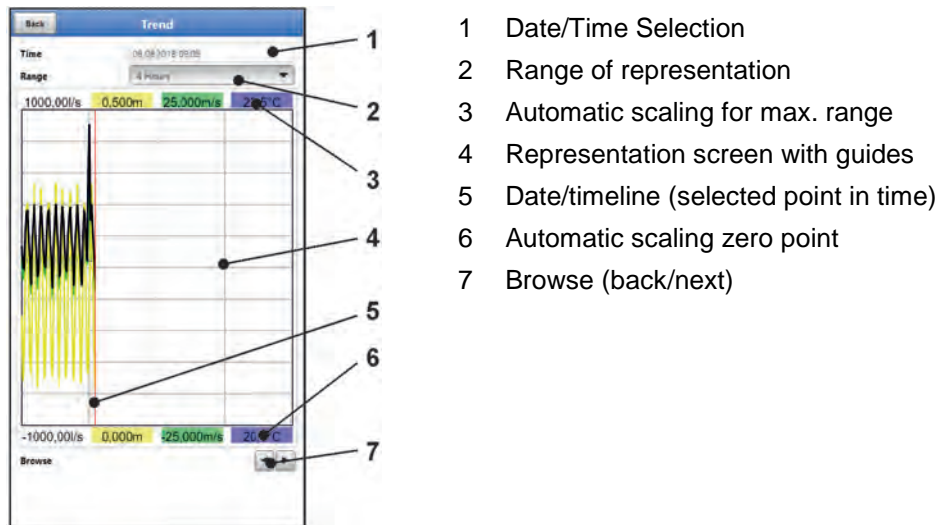 Back Trend
Time
Range 4 Hours
1000,00l/s 0,500m 25,000m/s
-1000,00l/s 0,000m -25,000m/s
Browse
1
2
3
4
5
6
7
1 Date/Time Selection
2 Range of representation
3 Automatic scaling for max. range
4 Representation screen with guides
5 Date/timeline (selected point in time)
6 Automatic scaling zero point
7 Browse (back/next)